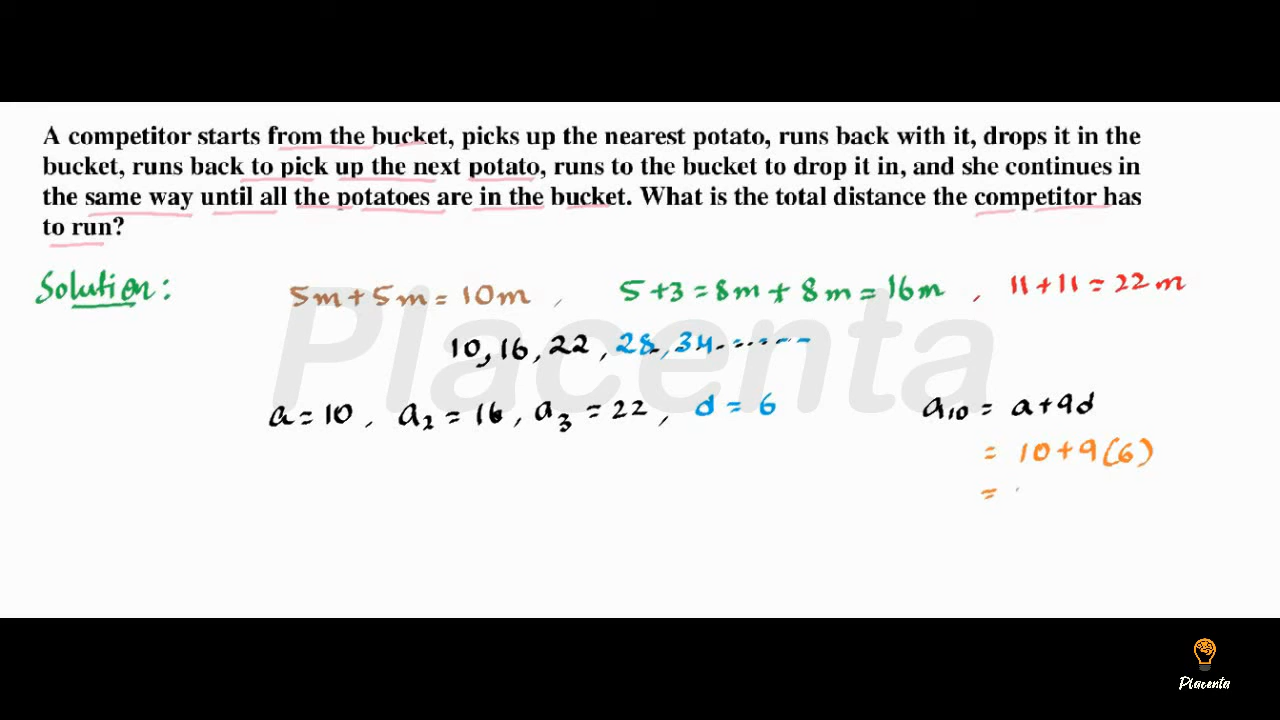 A competitor starts from the bucket, picks up the nearest potato, runs back with it, drops it in the
bucket, runs back to pick up the next potato, runs to the bucket to drop it in, and she continues in
the same way until all the potatoes are in the bucket. What is the total distance the competitor has
to run?
Solution: 5m+5m=10m , 5+3=8m+8m=16m , 11+11=22m
10,16,22,28,34-------
Placenta
a=10, a2=16, a3=22, d=6 a10=a+9d
=10+9(6)
=
Placenta